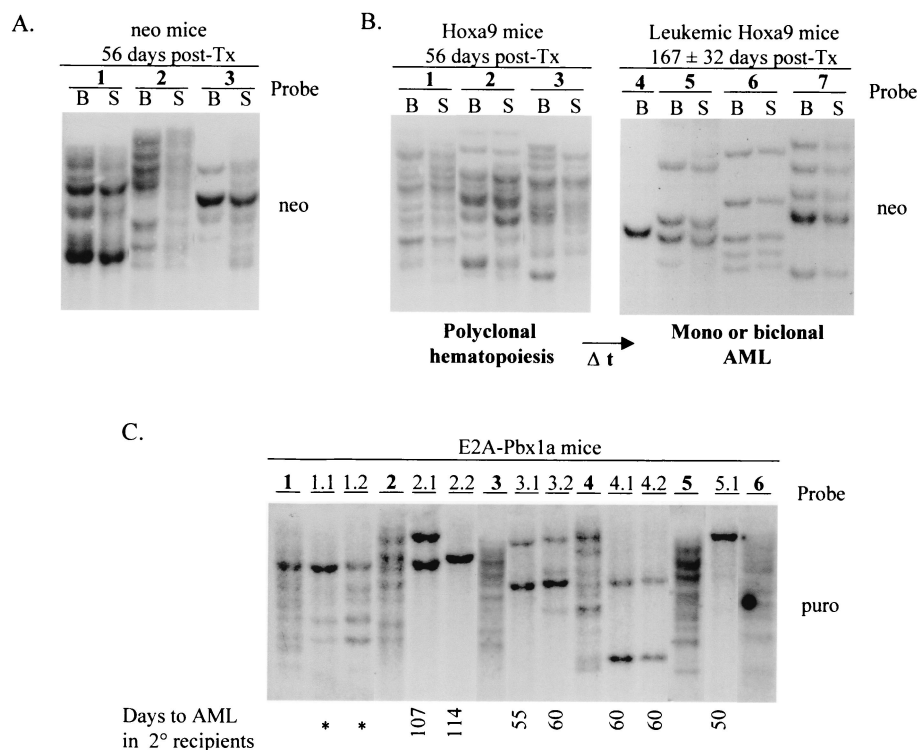 A.
neo mice
56 days post-Tx
1 2 3
B S B S B S
Probe
neo
B.
Hoxa9 mice
56 days post-Tx
1 2 3
B S B S B S
Leukemic Hoxa9 mice
167 ± 32 days post-Tx
4 5 6 7
B B S B S B S
Probe
neo
Polyclonal
hematopoiesis
Δ t
Mono or biclonal
AML
C.
E2A-Pbx1a mice
1 1.1 1.2 2 2.1 2.2 3 3.1 3.2 4 4.1 4.2 5 5.1 6
Probe
puro
Days to AML
in 2° recipients
* * 107 114 55 60 60 60 50